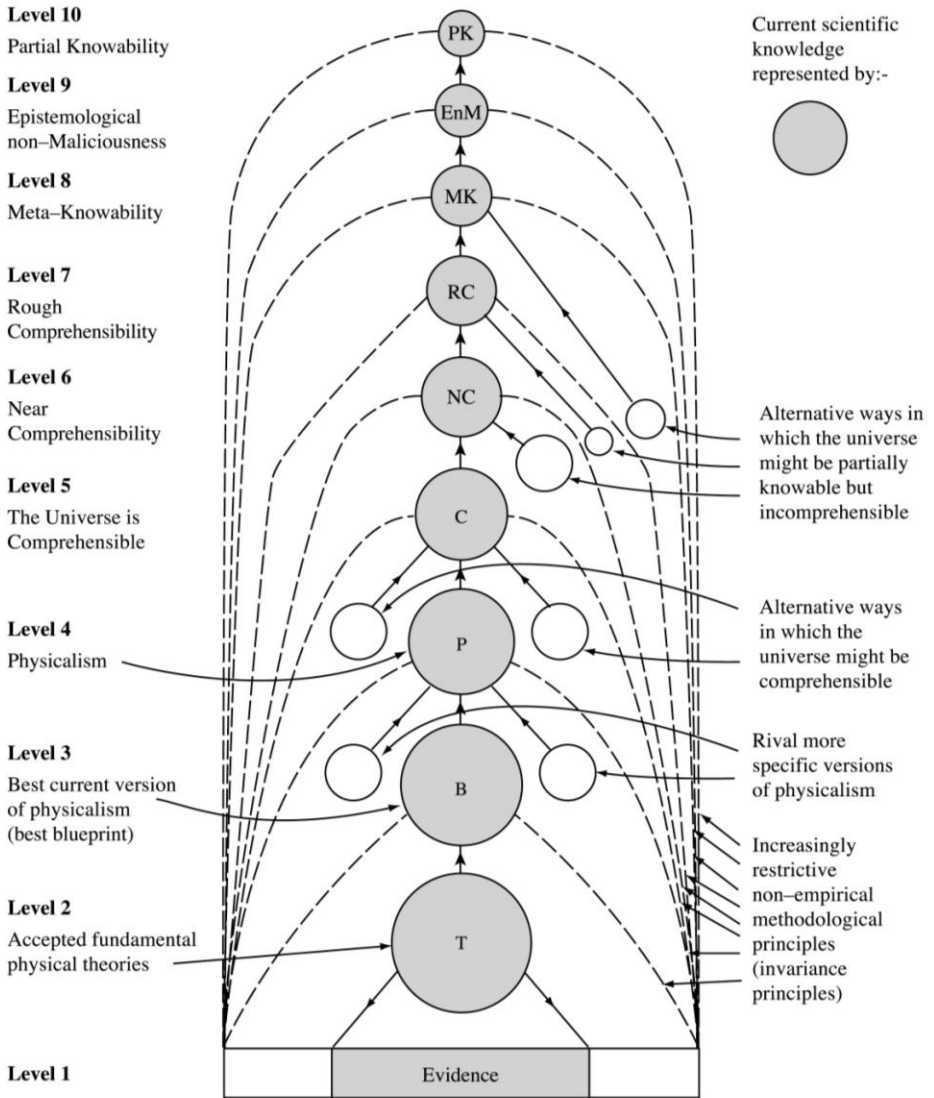 Level 10
Partial Knowability
Level 9
Epistemological
non–Maliciousness
Level 8
Meta–Knowability
Level 7
Rough
Comprehensibility
Level 6
Near
Comprehensibility
Level 5
The Universe is
Comprehensible
Level 4
Physicalism
Level 3
Best current version
of physicalism
(best blueprint)
Level 2
Accepted fundamental
physical theories
Level 1
PK
EnM
MK
RC
NC
C
P
B
T
Evidence
Current scientific
knowledge
represented by:-
Alternative ways in
which the universe
might be partially
knowable but
incomprehensible
Alternative ways
in which the
universe might be
comprehensible
Rival more
specific versions
of physicalism
Increasingly
restrictive
non–empirical
methodological
principles
(invariance
principles)